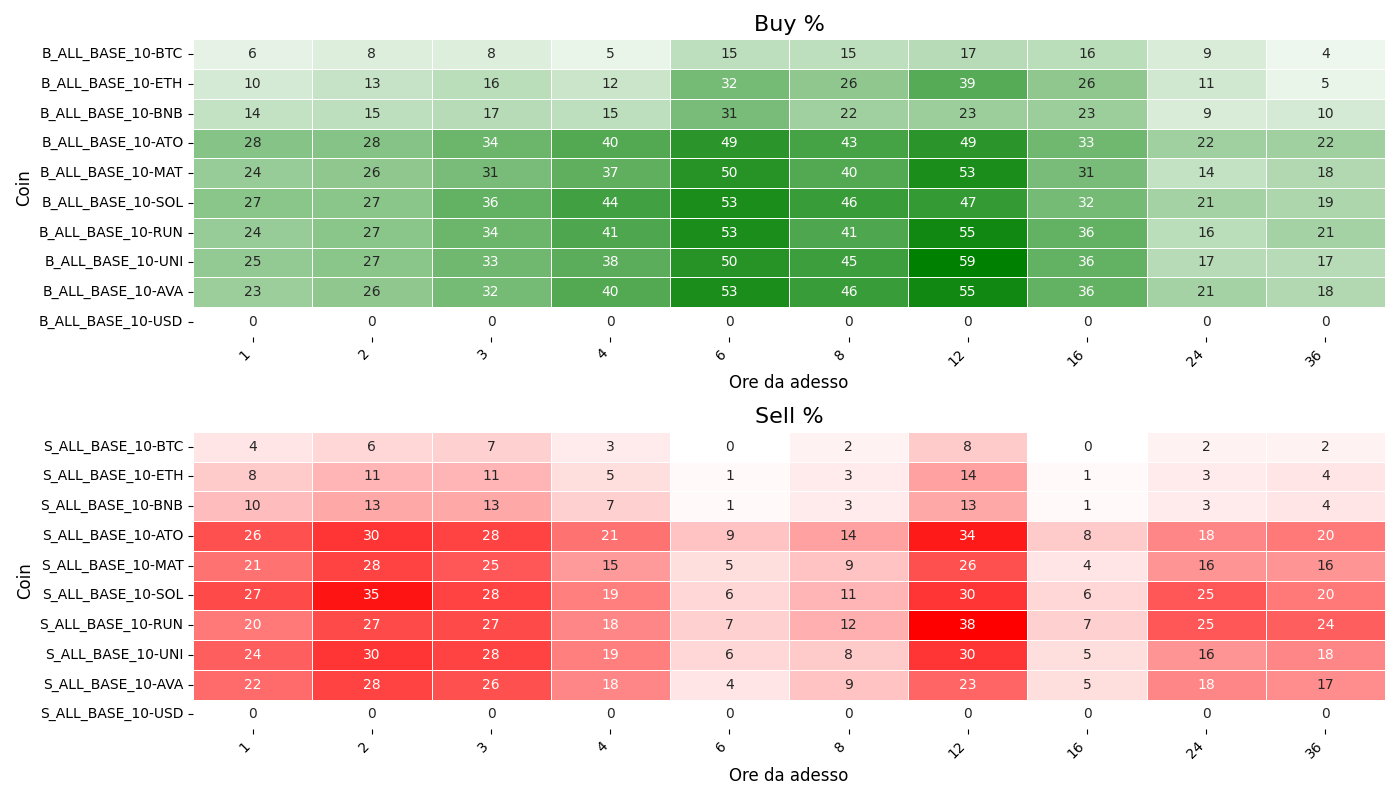 Buy %
Coin
B_ALL_BASE_10-BTC 6 8 8 5 15 15 17 16 9 4
B_ALL_BASE_10-ETH 10 13 16 12 32 26 39 26 11 5
B_ALL_BASE_10-BNB 14 15 17 15 31 22 23 23 9 10
B_ALL_BASE_10-ATO 28 28 34 40 49 43 49 33 22 22
B_ALL_BASE_10-MAT 24 26 31 37 50 40 53 31 14 18
B_ALL_BASE_10-SOL 27 27 36 44 53 46 47 32 21 19
B_ALL_BASE_10-RUN 24 27 34 41 53 41 55 36 16 21
B_ALL_BASE_10-UNI 25 27 33 38 50 45 59 36 17 17
B_ALL_BASE_10-AVA 23 26 32 40 53 46 55 36 21 18
B_ALL_BASE_10-USD 0 0 0 0 0 0 0 0 0 0
1 2 3 4 6 8 12 16 24 36
Ore da adesso
Sell %
Coin
S_ALL_BASE_10-BTC 4 6 7 3 0 2 8 0 2 2
S_ALL_BASE_10-ETH 8 11 11 5 1 3 14 1 3 4
S_ALL_BASE_10-BNB 10 13 13 7 1 3 13 1 3 4
S_ALL_BASE_10-ATO 26 30 28 21 9 14 34 8 18 20
S_ALL_BASE_10-MAT 21 28 25 15 5 9 26 4 16 16
S_ALL_BASE_10-SOL 27 35 28 19 6 11 30 6 25 20
S_ALL_BASE_10-RUN 20 27 27 18 7 12 38 7 25 24
S_ALL_BASE_10-UNI 24 30 28 19 6 8 30 5 16 18
S_ALL_BASE_10-AVA 22 28 26 18 4 9 23 5 18 17
S_ALL_BASE_10-USD 0 0 0 0 0 0 0 0 0 0
1 2 3 4 6 8 12 16 24 36
Ore da adesso